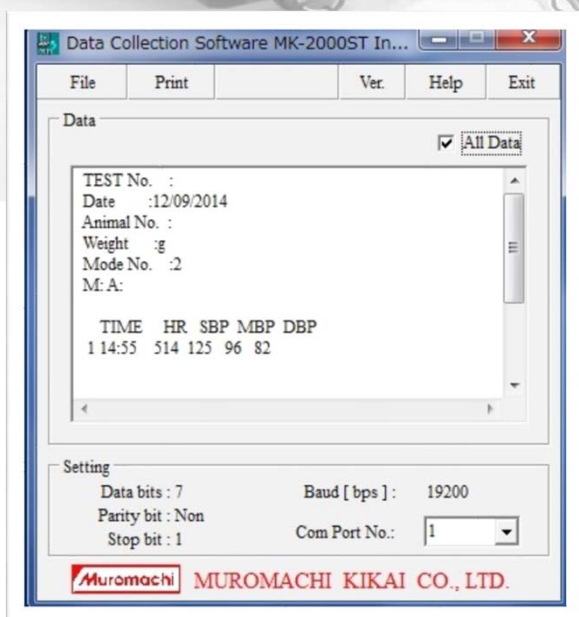 Data Collection Software MK-2000ST In...
File Print Ver. Help Exit
Data
All Data
TEST No. :
Date :12/09/2014
Animal No. :
Weight :g
Mode No. :2
M: A:
TIME HR SBP MBP DBP
1 14:55 514 125 96 82
Setting
Data bits : 7 Baud [ bps ] : 19200
Parity bit : Non
Com Port No.: 1
Stop bit : 1
Muromachi MUROMACHI KIKAI CO., LTD.